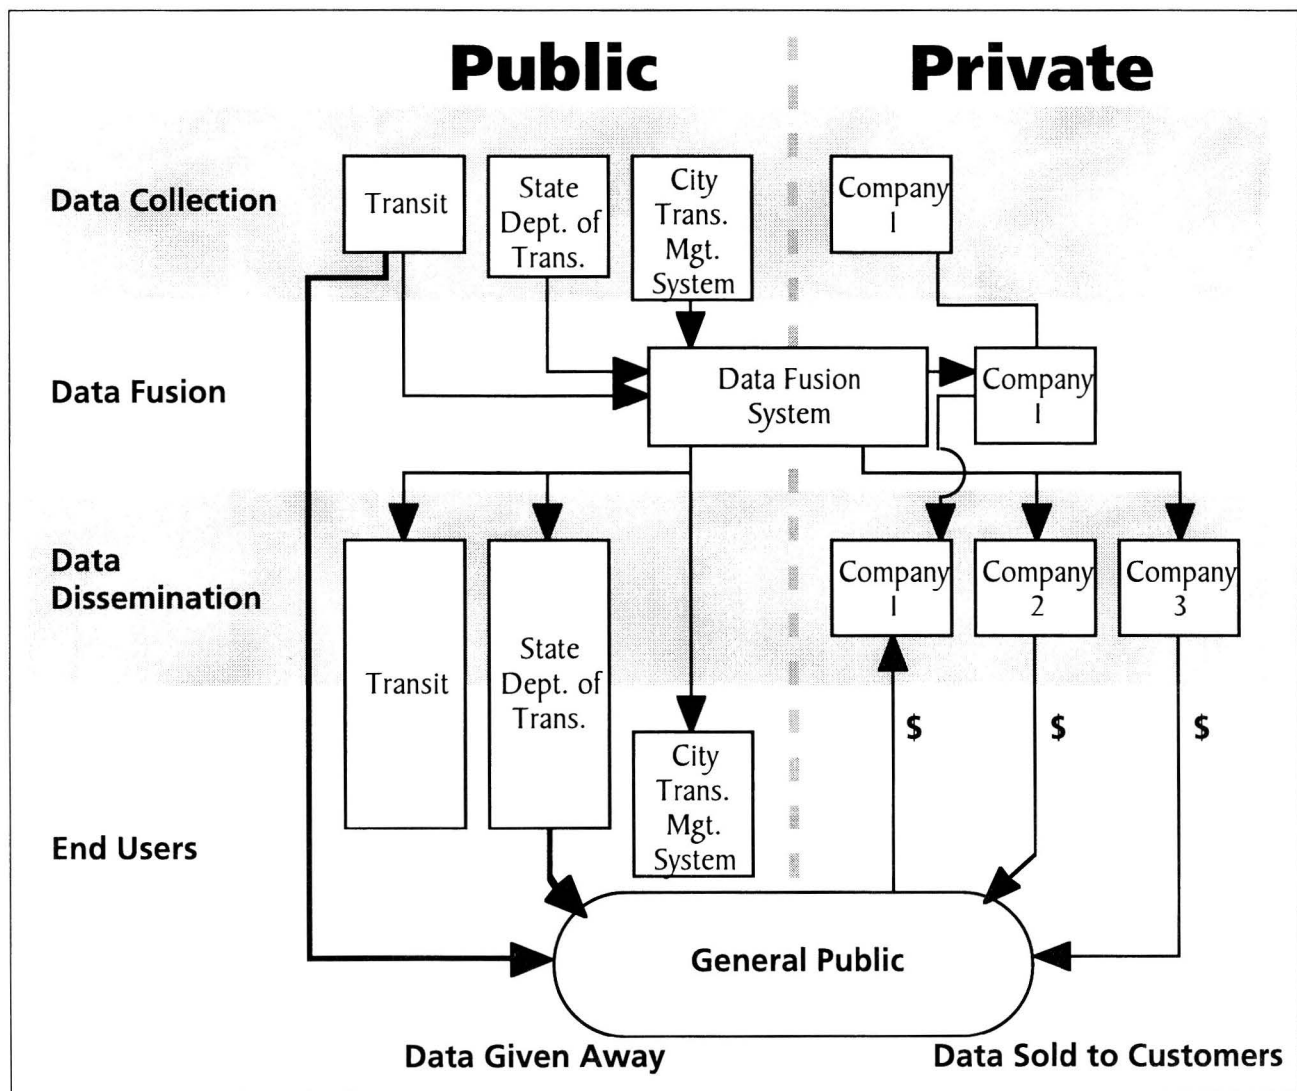 Public
Private
Data Collection
Transit
State
Dept. of
Trans.
City
Trans.
Mgt.
System
Company
1
Data Fusion
Data Fusion
System
Company
1
Data
Dissemination
Transit
State
Dept. of
Trans.
Company
1
Company
2
Company
3
$
$
$
End Users
City
Trans.
Mgt.
System
General Public
Data Given Away
Data Sold to Customers